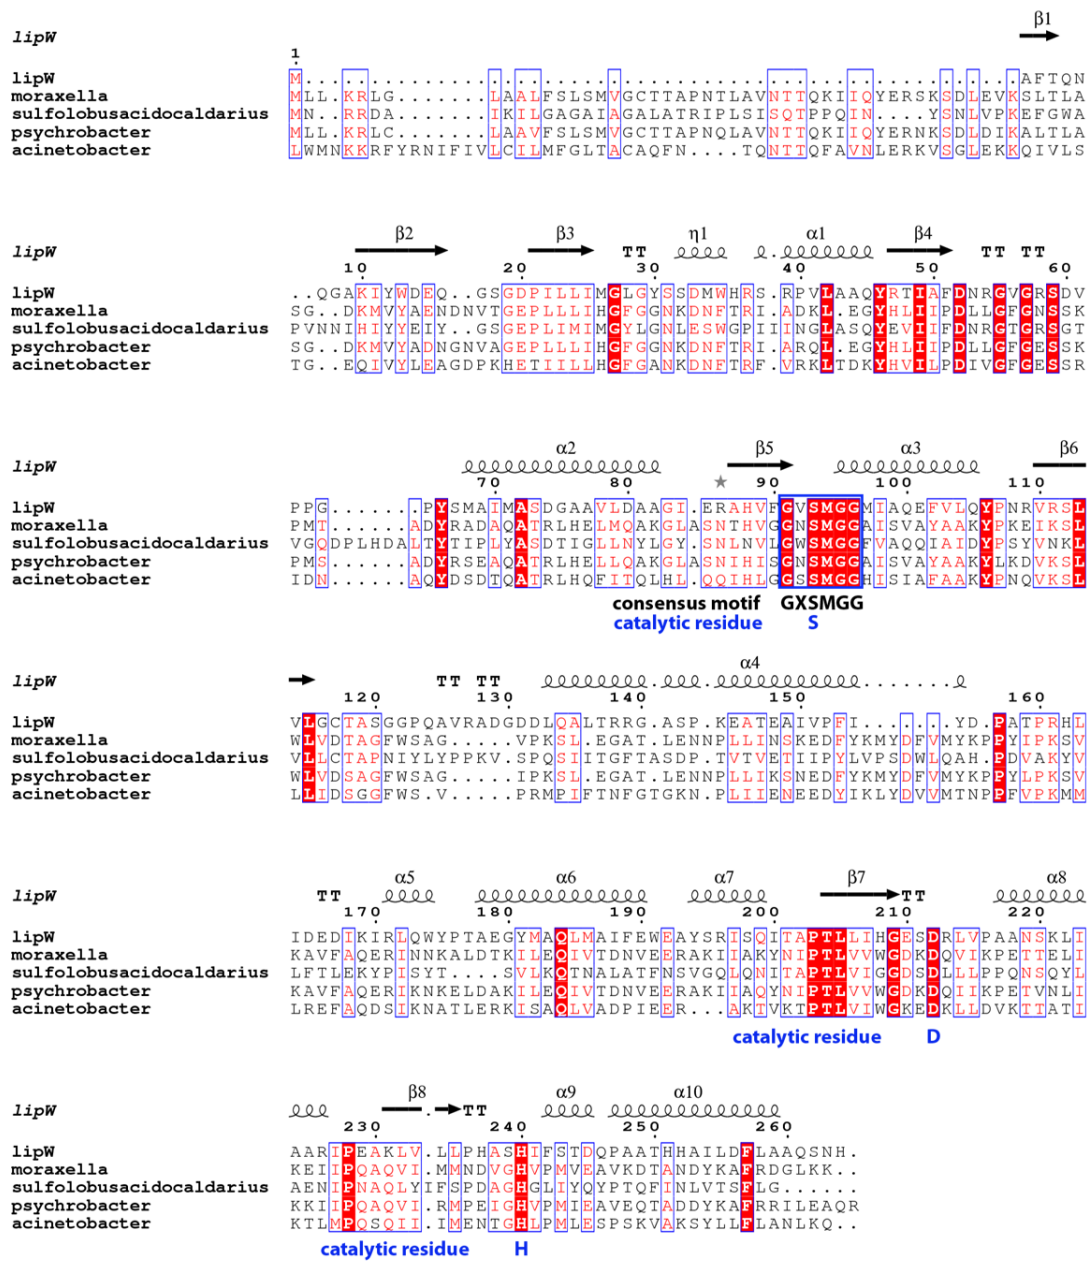 lipW β1
1
lipW M.......................................................AFTQN
moraxella MLL.KRLG.......LAALFSLSMVGCTTAPNTLAVNTTQKIIQYERSKSDLEVKSLTLA
sulfolobusacidocaldarius MN..RRDA.......IKILGAGAIAGALATRIPLSISQTPPQIN....YSNLVPKEFGWA
psychrobacter MLL.KRLC.......LAAVFSLSMVGCTTAPNQLAVNTTQKIIQYERNKSDLDIKALTLA
acinetobacter LWMNKKRFYRNIFIVLCILMFGLTACAQFN....TQNTTQFAVNLERKVSGLEKKQIVLS
lipW β2 β3 TT η1 α1 β4 TT TT
10 20 30 40 50 60
lipW ..QGAKIYWDEQ..GSGDPILLIMGLGYSSDMWHRS.RPVLAAQYRTIAFDNRGVGRSDV
moraxella SG..DKMVYAENDNVTGEPLLLIHGFGGNKDNFTRI.ADKL.EGYHLIIPDLLGFGNSSK
sulfolobusacidocaldarius PVNNIHIYYEIY..GSGEPLIMIMGYLGNLESWGPIIINGLASQYEVIIFDNRGTGRSGT
psychrobacter SG..DKMVYADNGNVAGEPLLLIHGFGGNKDNFTRI.ARQL.EGYHLIIPDLLGFGESSK
acinetobacter TG..EQIVYLEAGDPKHETIILLHGFGANKDNFTRF.VRKLTDKYHVILPDIVGFGESSR
lipW α2 β5 α3 β6
70 80 ★ 90 100 110
lipW PPG.......PYSMAIMASDGAAVLDAAGI.ERAHVFGVSMGGMIAQEFVLQYPNRVRSL
moraxella PMT......ADYRADAQATRLHELMQAKGLASNTHVGGNSMGGAISVAYAAKYPKEIKSL
sulfolobusacidocaldarius VGQDPLHDALTYTIPLYASDTIGLLNYLGY.SNLNVLGWSMGGFVAQQIAIDYPSYVNKL
psychrobacter PMS......ADYRSEAQATRLHELLQAKGLASNIHISGNSMGGAISVAYAAKYLKDVKSL
acinetobacter IDN......AQYDSDTQATRLHQFITQLHL.QQIHLGGSSMGGHISIAFAAKYPNQVKSL
consensus motif GXSMGG
catalytic residue S
lipW TT TT α4
120 130 140 150 160
lipW VLGCTASGGPQAVRADGDDLQALTRRG.ASP.KEATEAIVPFI.......YD.PATPRHL
moraxella WLVDTAGFWSAG.....VPKSL.EGAT.LENNPLLINSKEDFYKMYDFVMYKPPYIPKSV
sulfolobusacidocaldarius VLLCTAPNIYLYPPKV.SPQSIITGFTASDP.TVTVETIIPYLVPSDWLQAH.PDVAKYV
psychrobacter WLVDSAGFWSAG.....IPKSL.EGAT.LENNPLLIKSNEDFYKMYDFVMYKPPYLPKSV
acinetobacter LLIDSGGFWS.V.....PRMPIFTNFGTGKN.PLIIENEEDYIKLYDVVMTNPPFVPKMM
lipW TT α5 α6 α7 β7 TT α8
170 180 190 200 210 220
lipW IDEDIKIRLQWYPTAEGYMAQLMAIFEWEAYSRISQITAPTLLIHGESDRLVPAANSKLI
moraxella KAVFAQERINNKALDTKILEQIVTDNVEERAKIIAKYNIPTLVVWGDKDQVIKPETTELI
sulfolobusacidocaldarius LFTLEKYPISYT....SVLKQTNALATFNSVGQLQNITAPTLVIGGDSDLLLPPQNSQYL
psychrobacter KAVFAQERIKNKELDAKILEQIVTDNVEERAKIIAQYNIPTLVVWGDKDQIIKPETVNLI
acinetobacter LREFAQDSIKNATLERKISAQLVADPIEER...AKTVKTPTLVIWGKEDKLLDVKTTATI
catalytic residue D
lipW β8 TT α9 α10
230 240 250 260
lipW AARIPEAKLV.LLPHASHIFSTDQPAATHHAILDFLAAQSNH.
moraxella KEIIPQAQVI.MMNDVGHVPMVEAVKDTANDYKAFRDGLKK..
sulfolobusacidocaldarius AENIPNAQLYIFSPDAGHGLIYQYPTQFINLVTSFLG......
psychrobacter KKIIPQAQVI.RMPEIGHVPMIEAVEQTADDYKAFRRILEAQR
acinetobacter KTLMPQSQII.IMENTGHLPMLESPSKVAKSYLLFLANLKQ..
catalytic residue H